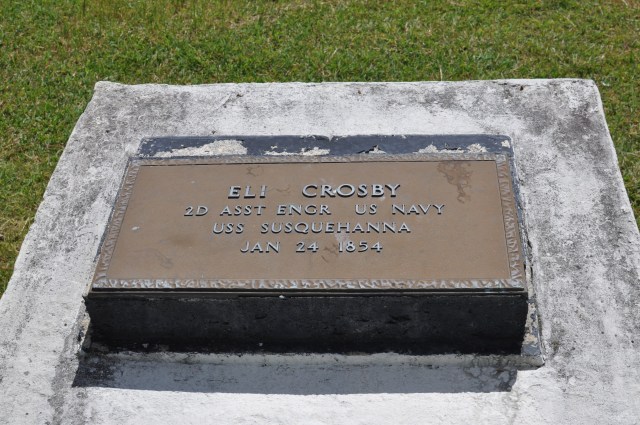 ELI CROSBY
2D ASST ENGR US NAVY
USS SUSQUEHANNA
JAN 24 1854